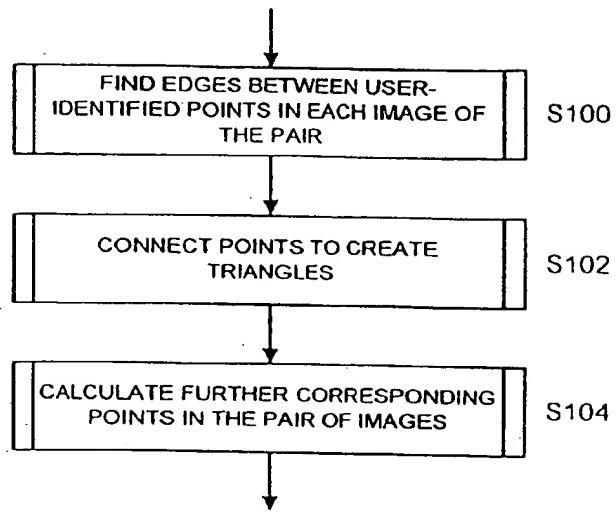 FIND EDGES BETWEEN USER-
IDENTIFIED POINTS IN EACH IMAGE OF
THE PAIR
S100
CONNECT POINTS TO CREATE
TRIANGLES
S102
CALCULATE FURTHER CORRESPONDING
POINTS IN THE PAIR OF IMAGES
S104